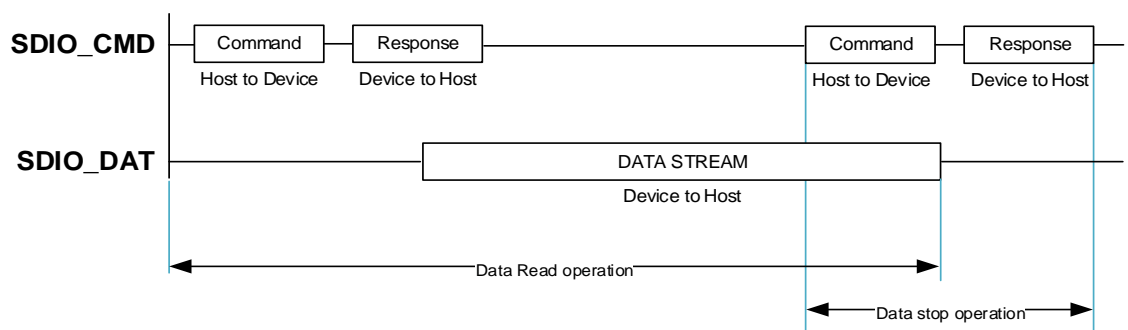 SDIO_CMD
Command
Response
Command
Response
Host to Device
Device to Host
Host to Device
Device to Host
SDIO_DAT
DATA STREAM
Device to Host
Data Read operation
Data stop operation